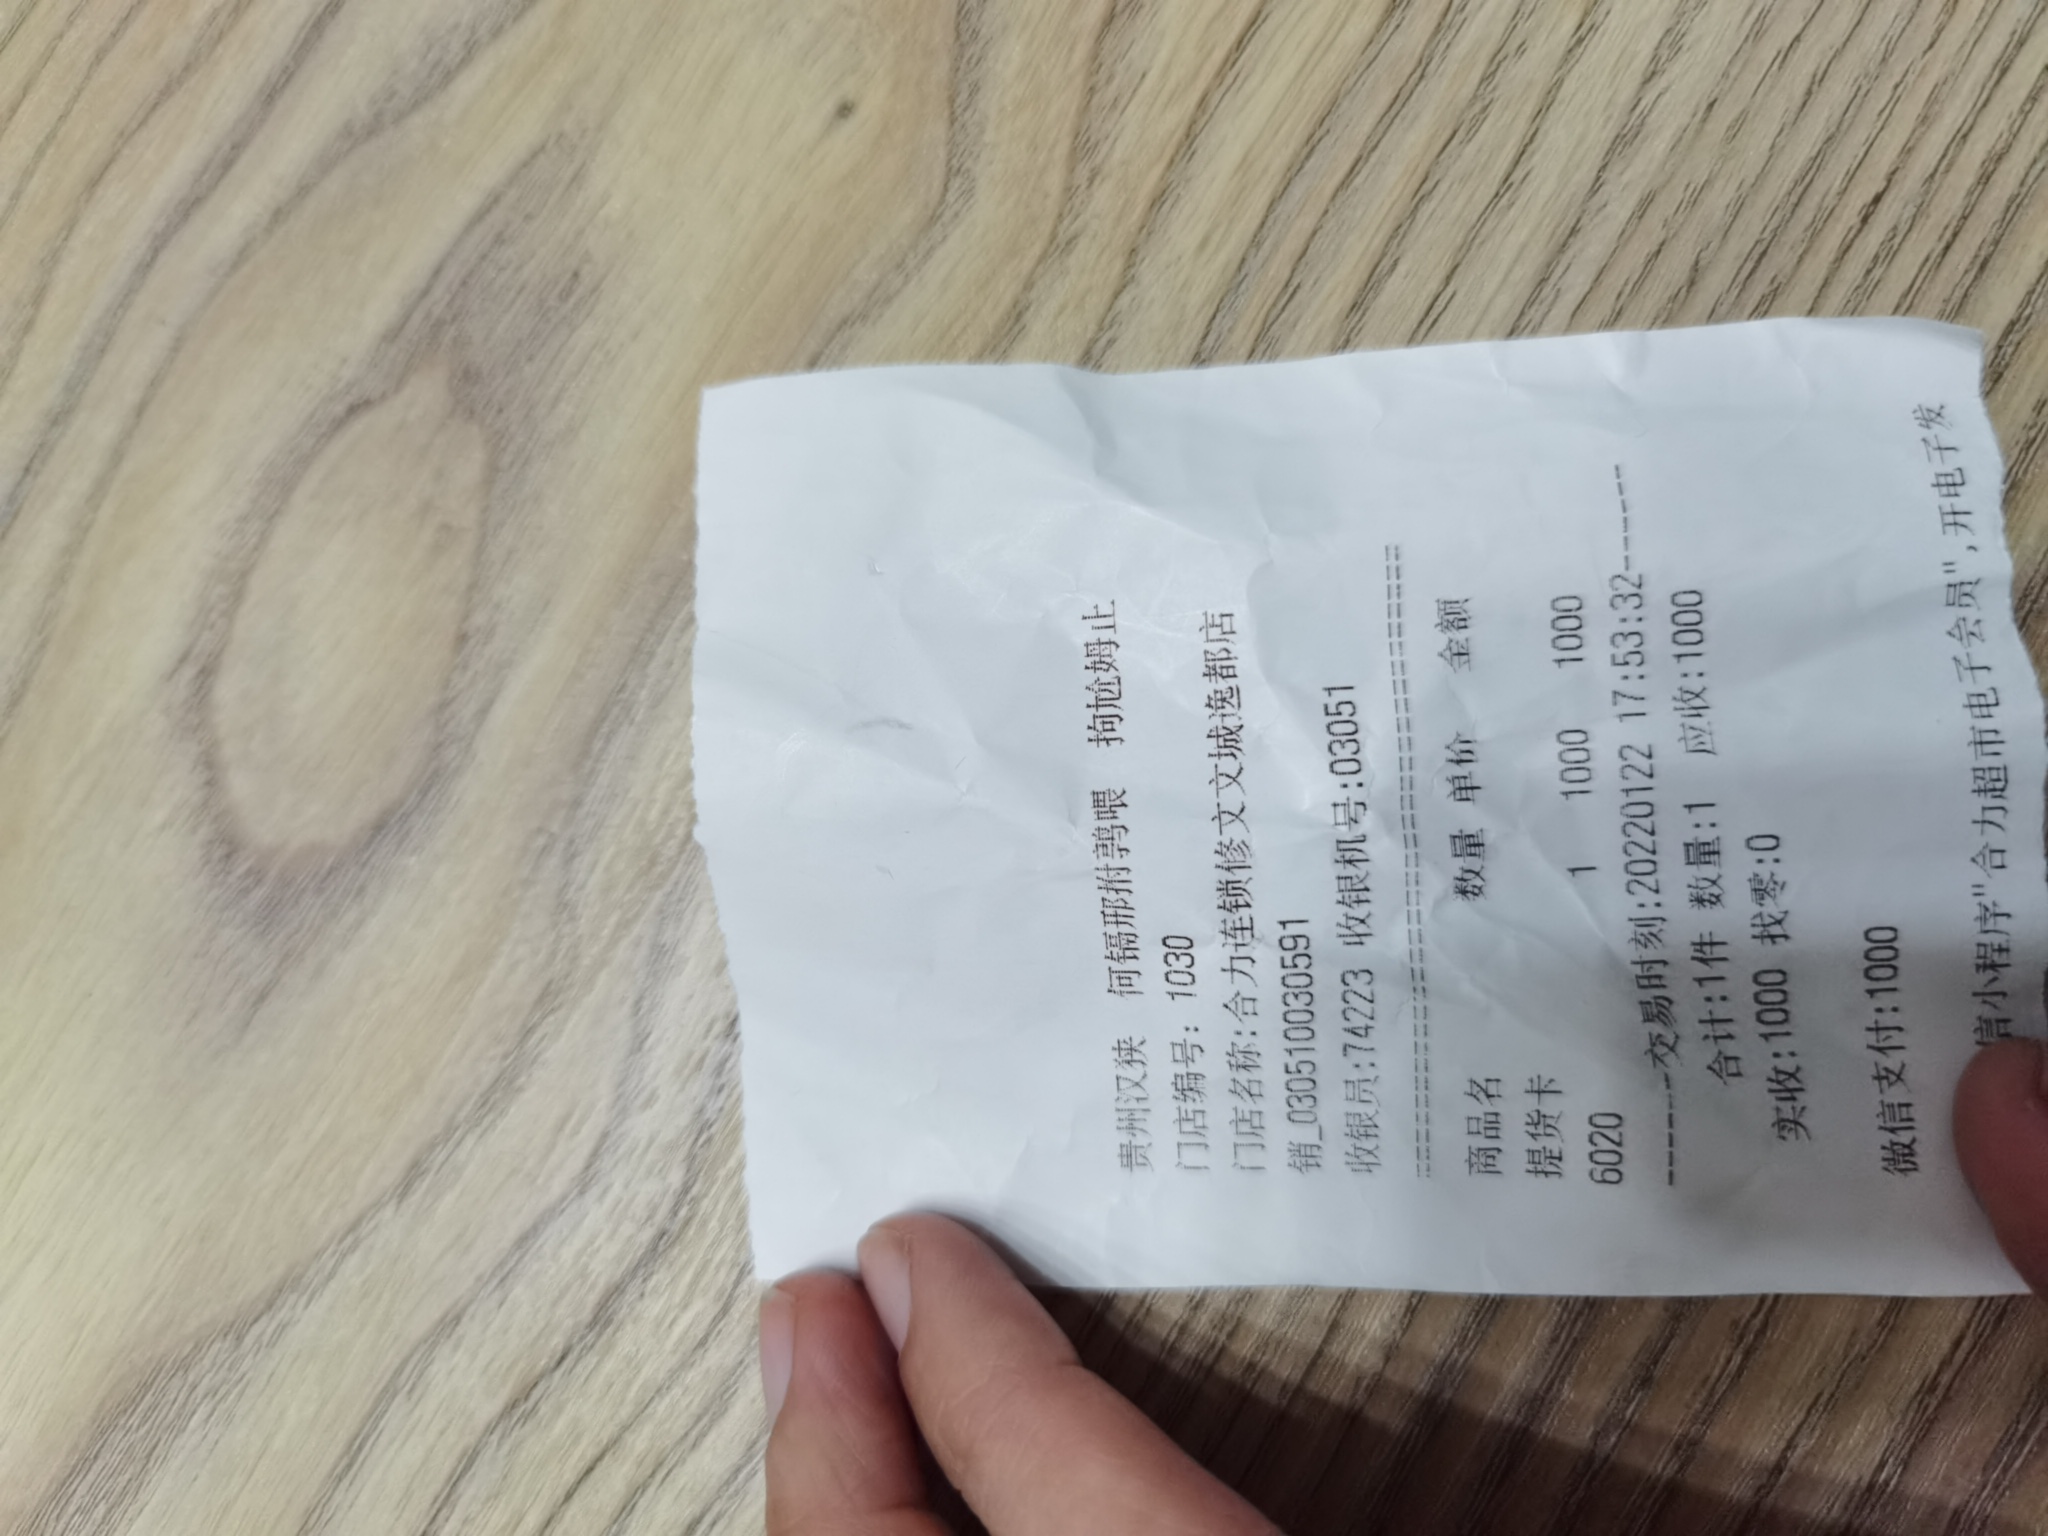 贵州汉狭 何镉邢拊鹑喂 拘尬姆止
门店编号: 1030
门店名称:合力连锁修文文城逸都店
销_0305100305591
收银员:74223 收银机号:03051
商品名 数量 单价 金额
提货卡
6020 1 1000 1000
-----交易时刻:20220122 17:53:32-----
合计:1件 数量:1 应收:1000
实收:1000 找零:0
微信支付:1000
信小程序"合力超市电子会员",开电子发